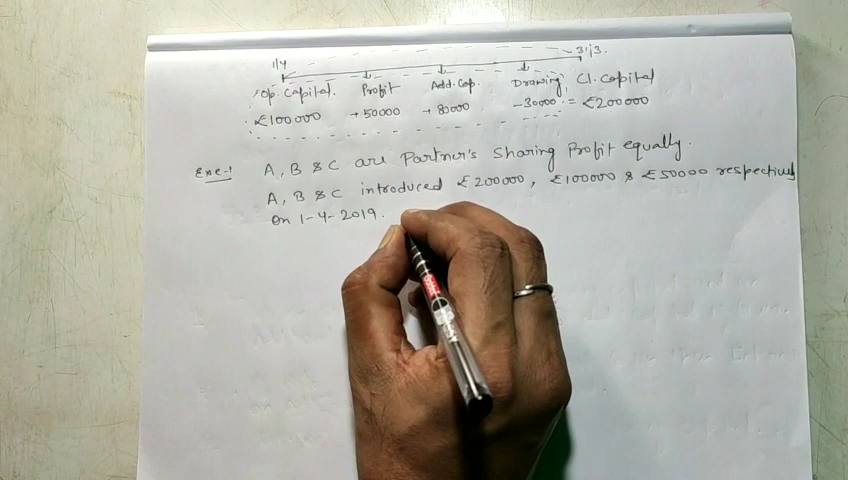 1/4 31/3.
Op. Capital. Profit Add. Cap. Drawing Cl. Capital
₹100000 + 50000 + 80000 - 30000 = ₹200000
Exe-1 A, B & C are Partner's Sharing Profit equally.
A, B & C introduced ₹200000, ₹100000 & ₹50000 respectively
on 1-4-2019.